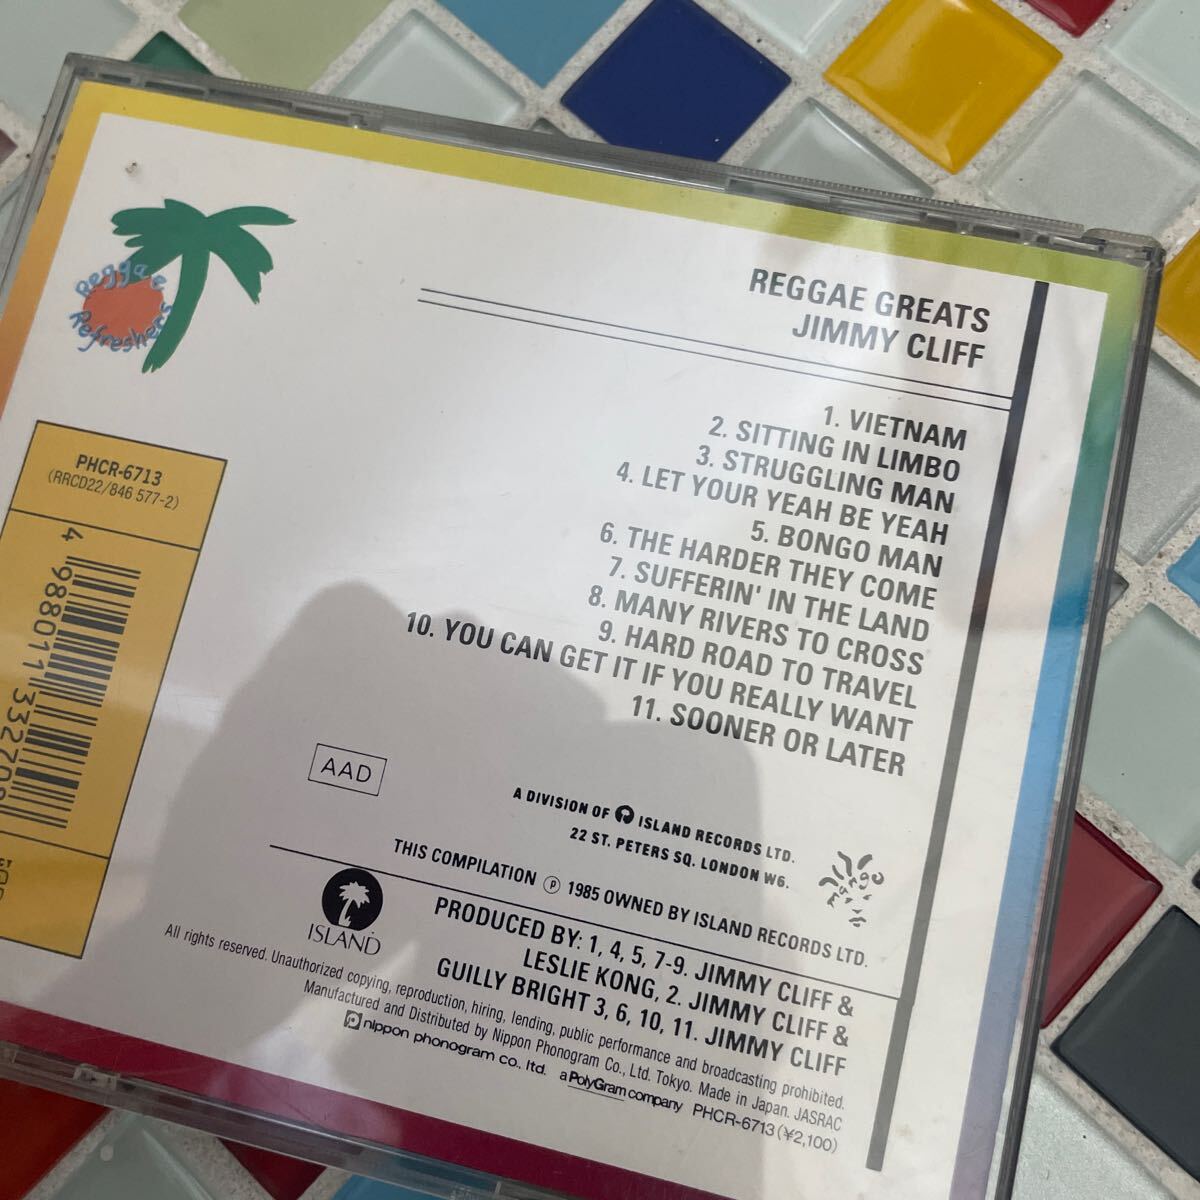 Reggae
Refreshers
REGGAE GREATS
JIMMY CLIFF
1. VIETNAM
2. SITTING IN LIMBO
3. STRUGGLING MAN
4. LET YOUR YEAH BE YEAH
5. BONGO MAN
6. THE HARDER THEY COME
7. SUFFERIN' IN THE LAND
8. MANY RIVERS TO CROSS
9. HARD ROAD TO TRAVEL
10. YOU CAN GET IT IF YOU REALLY WANT
11. SOONER OR LATER
PHCR-6713
(RRCD22/846 577-2)
4 988011 332708
AAD
A DIVISION OF ISLAND RECORDS LTD.
22 ST. PETERS SQ. LONDON W6.
mango
THIS COMPILATION Ⓟ 1985 OWNED BY ISLAND RECORDS LTD.
ISLAND
PRODUCED BY: 1, 4, 5, 7-9. JIMMY CLIFF &
LESLIE KONG, 2. JIMMY CLIFF &
GUILLY BRIGHT 3, 6, 10, 11. JIMMY CLIFF
All rights reserved. Unauthorized copying, reproduction, hiring, lending, public performance and broadcasting prohibited.
Manufactured and Distributed by Nippon Phonogram Co., Ltd. Tokyo. Made in Japan. JASRAC
nippon phonogram co., ltd. a PolyGram company PHCR-6713 (¥2,100)